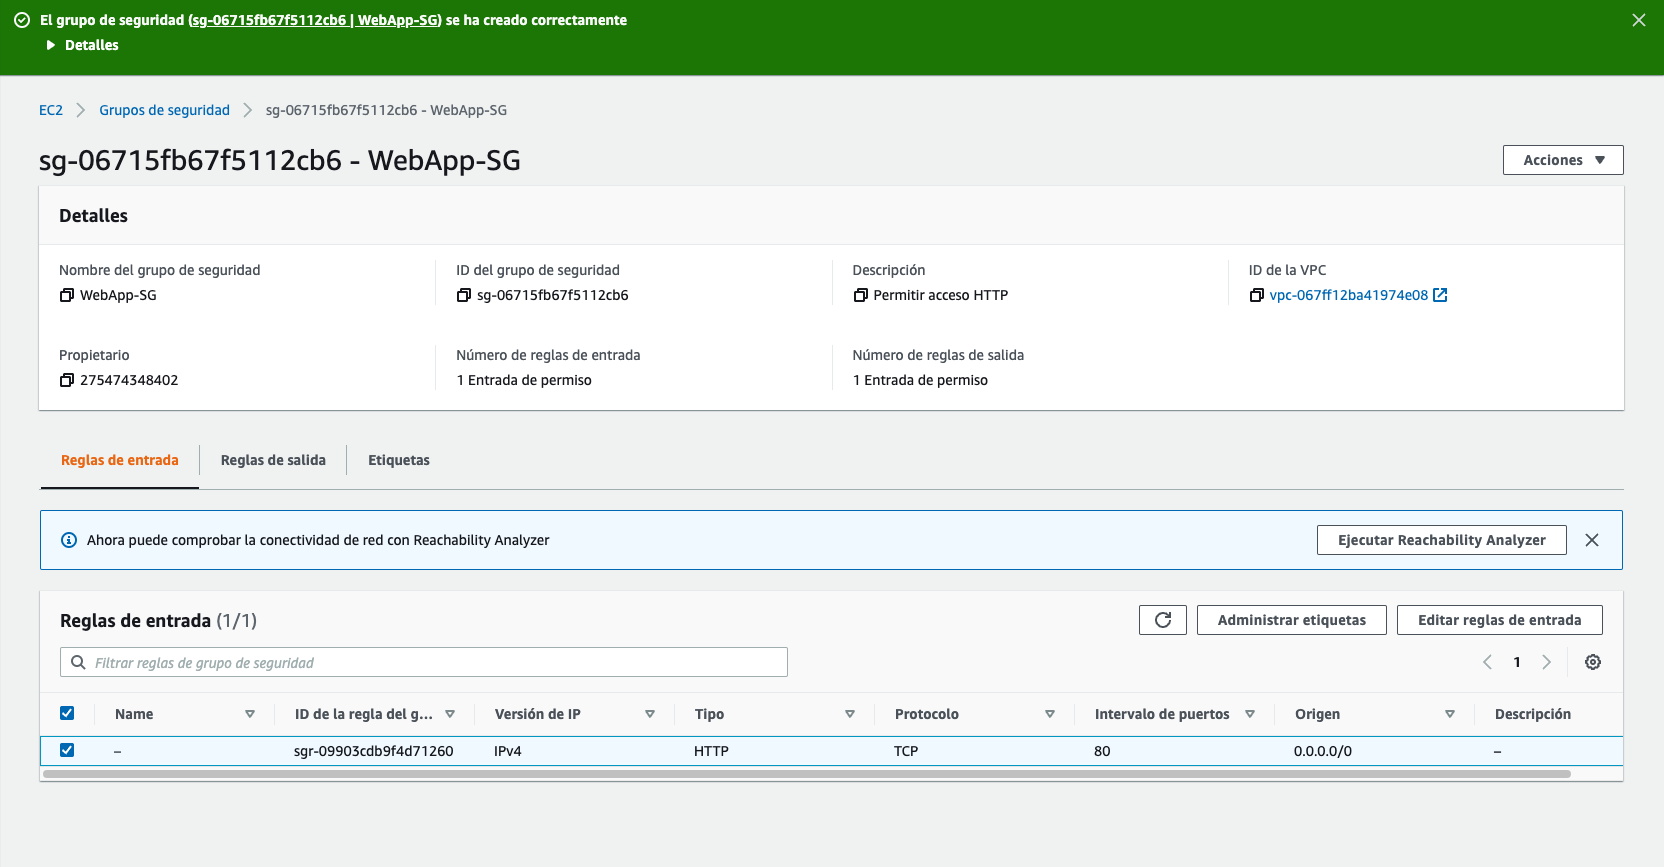 El grupo de seguridad (sg-06715fb67f5112cb6 | WebApp-SG) se ha creado correctamente
Detalles
EC2 Grupos de seguridad sg-06715fb67f5112cb6 - WebApp-SG
sg-06715fb67f5112cb6 - WebApp-SG
Acciones
Detalles
Nombre del grupo de seguridad ID del grupo de seguridad Descripción ID de la VPC
WebApp-SG sg-06715fb67f5112cb6 Permitir acceso HTTP vpc-067ff12ba41974e08
Propietario Número de reglas de entrada Número de reglas de salida
275474348402 1 Entrada de permiso 1 Entrada de permiso
Reglas de entrada Reglas de salida Etiquetas
Ahora puede comprobar la conectividad de red con Reachability Analyzer Ejecutar Reachability Analyzer
Reglas de entrada (1/1) Administrar etiquetas Editar reglas de entrada
Filtrar reglas de grupo de seguridad 1
Name ID de la regla del g... Versión de IP Tipo Protocolo Intervalo de puertos Origen Descripción
– sgr-09903cdb9f4d71260 IPv4 HTTP TCP 80 0.0.0.0/0 –